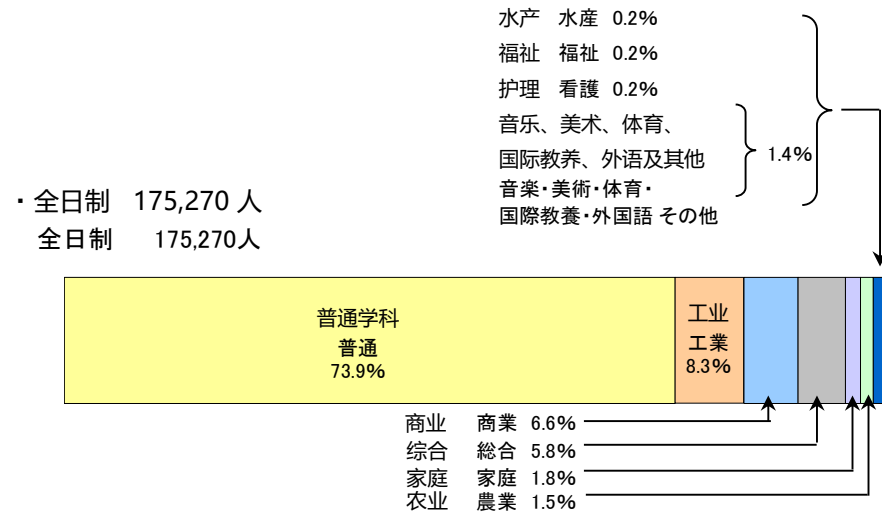 水产 水産 0.2%
福祉 福祉 0.2%
护理 看護 0.2%
音乐、美术、体育、
国际教养、外语及其他
音楽・美術・体育・
国際教養・外国語 その他
1.4%
・全日制 175,270 人
全日制 175,270人
普通学科
普通
73.9%
工业
工業
8.3%
商业 商業 6.6%
综合 総合 5.8%
家庭 家庭 1.8%
农业 農業 1.5%